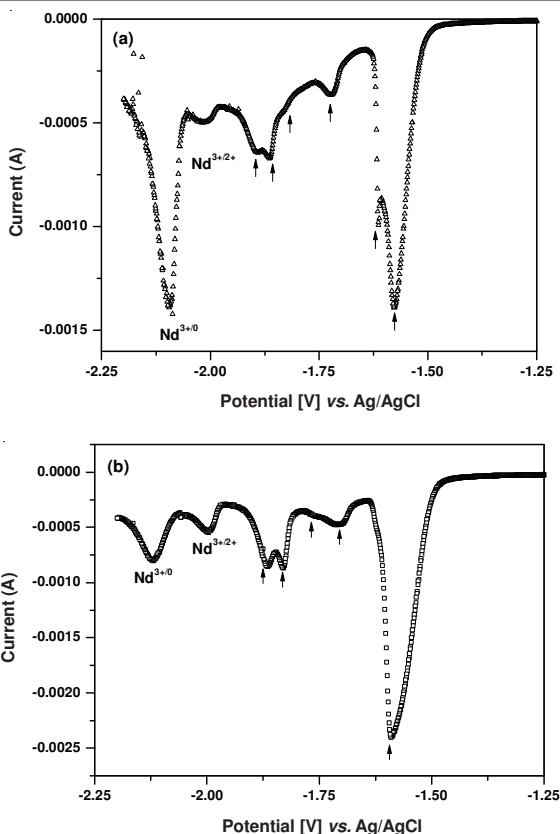 (a)
0.0000
-0.0005
-0.0010
-0.0015
Current (A)
Nd3+/2+
Nd3+/0
-2.25
-2.00
-1.75
-1.50
-1.25
Potential [V] vs. Ag/AgCl
(b)
0.0000
-0.0005
-0.0010
-0.0015
-0.0020
-0.0025
Current (A)
Nd3+/2+
Nd3+/0
-2.25
-2.00
-1.75
-1.50
-1.25
Potential [V] vs. Ag/AgCl